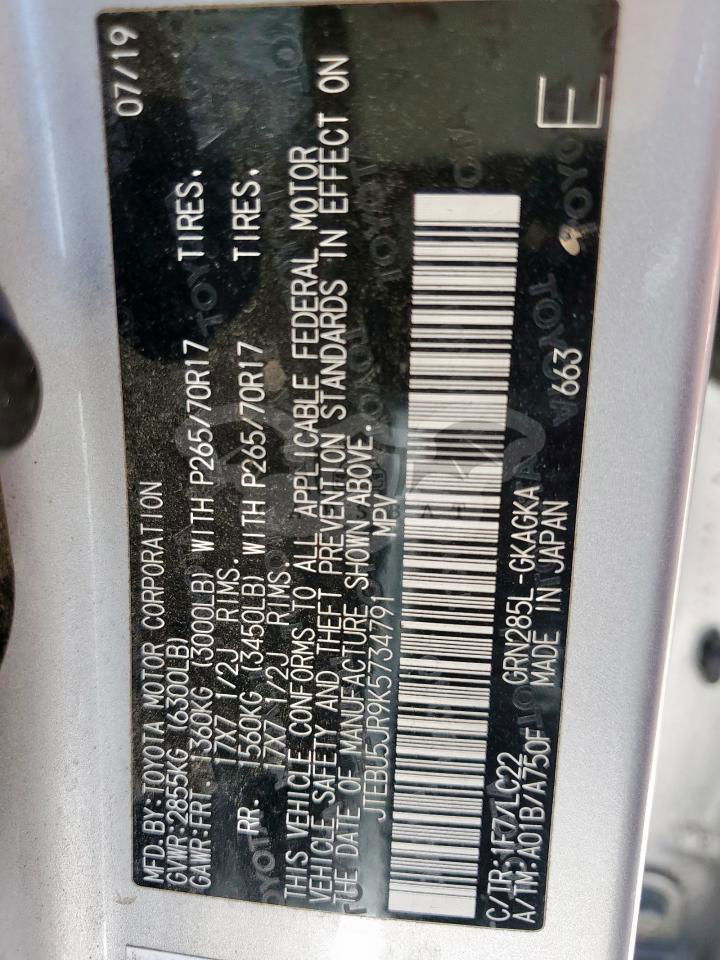 MFD.BY:TOYOTA MOTOR CORPORATION 07/19
GVWR:2855KG (6300LB)
GAWR:FRT. 1360KG (3000LB) WITH P265/70R17 TIRES.
17X7 1/2J RIMS.
RR. 1560KG (3450LB) WITH P265/70R17 TIRES.
17X7 1/2J RIMS.
THIS VEHICLE CONFORMS TO ALL APPLICABLE FEDERAL MOTOR
VEHICLE SAFETY AND THEFT PREVENTION STANDARDS IN EFFECT ON
THE DATE OF MANUFACTURE SHOWN ABOVE.
JTEBU5JR9K5734791 MPV
C/TR:1F7/LC22 GRN285L-GKAGKA
A/TM:A01B/A750F MADE IN JAPAN 663 E